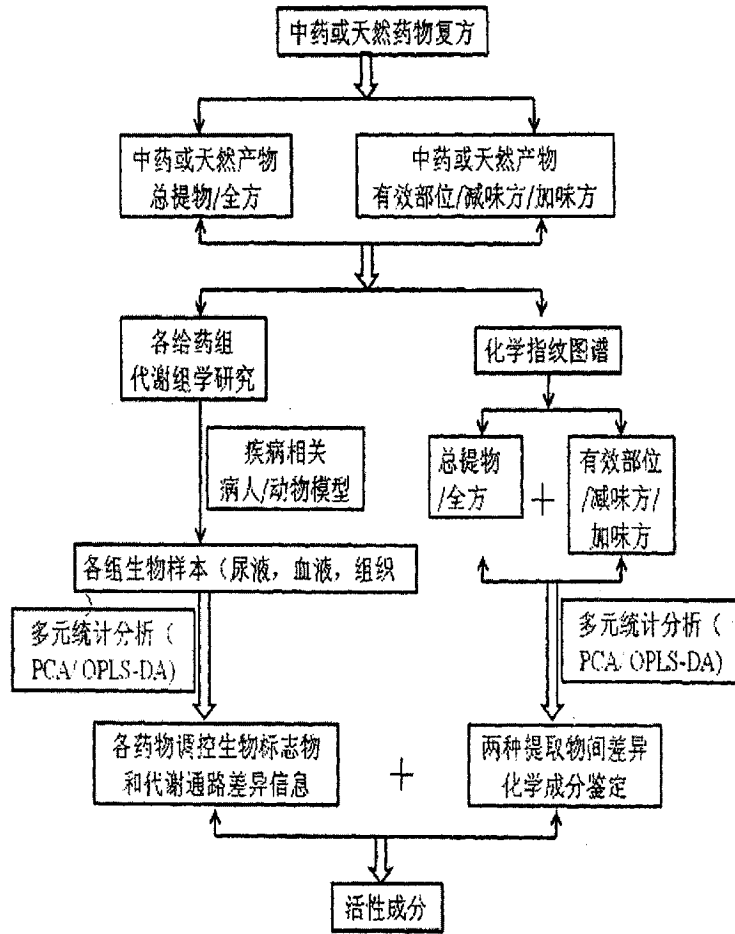 中药或天然药物复方
中药或天然产物
总提物/全方
中药或天然产物
有效部位/减味方/加味方
各给药组
代谢组学研究
化学指纹图谱
疾病相关
病人/动物模型
总提物
/全方
+
有效部位
/减味方/
加味方
各组生物样本（尿液，血液，组织
多元统计分析（
PCA/OPLS-DA)
多元统计分析（
PCA/OPLS-DA)
各药物调控生物标志物
和代谢通路差异信息
+
两种提取物间差异
化学成分鉴定
活性成分